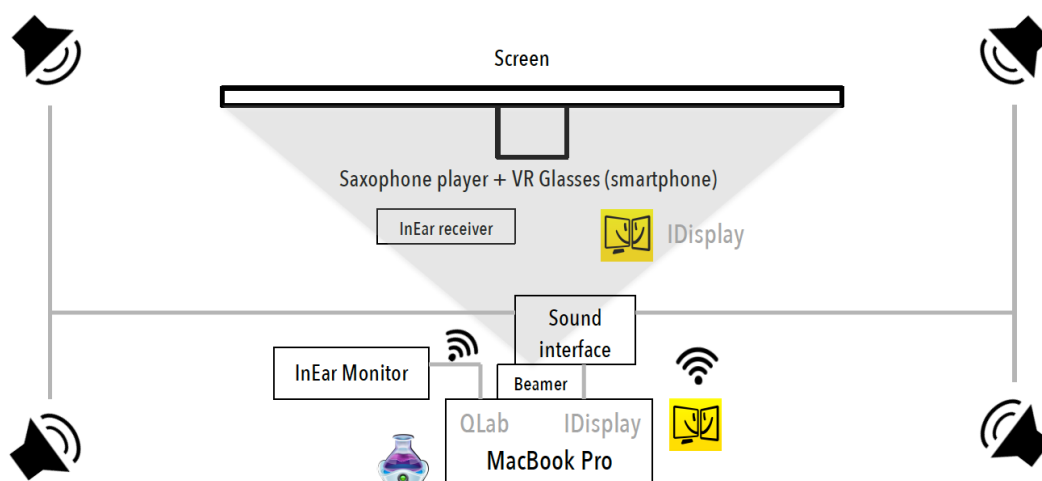 Screen
Saxophone player + VR Glasses (smartphone)
InEar receiver
IDisplay
Sound
interface
InEar Monitor
Beamer
QLab
IDisplay
MacBook Pro